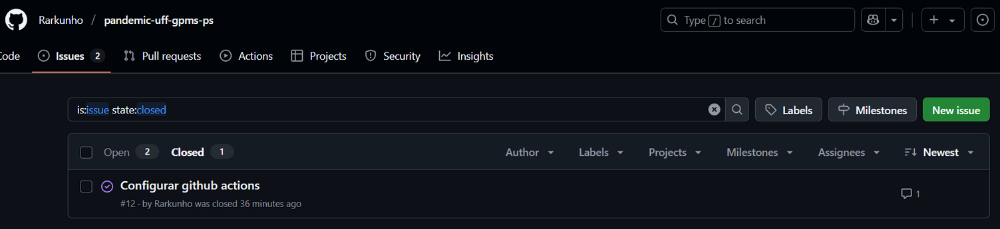 Rarkunho / pandemic-uff-gpms-ps Type / to search
Code Issues 2 Pull requests Actions Projects Security Insights
is:issue state:closed Labels Milestones New issue
Open 2 Closed 1 Author Labels Projects Milestones Assignees Newest
Configurar github actions
#12 · by Rarkunho was closed 36 minutes ago 1